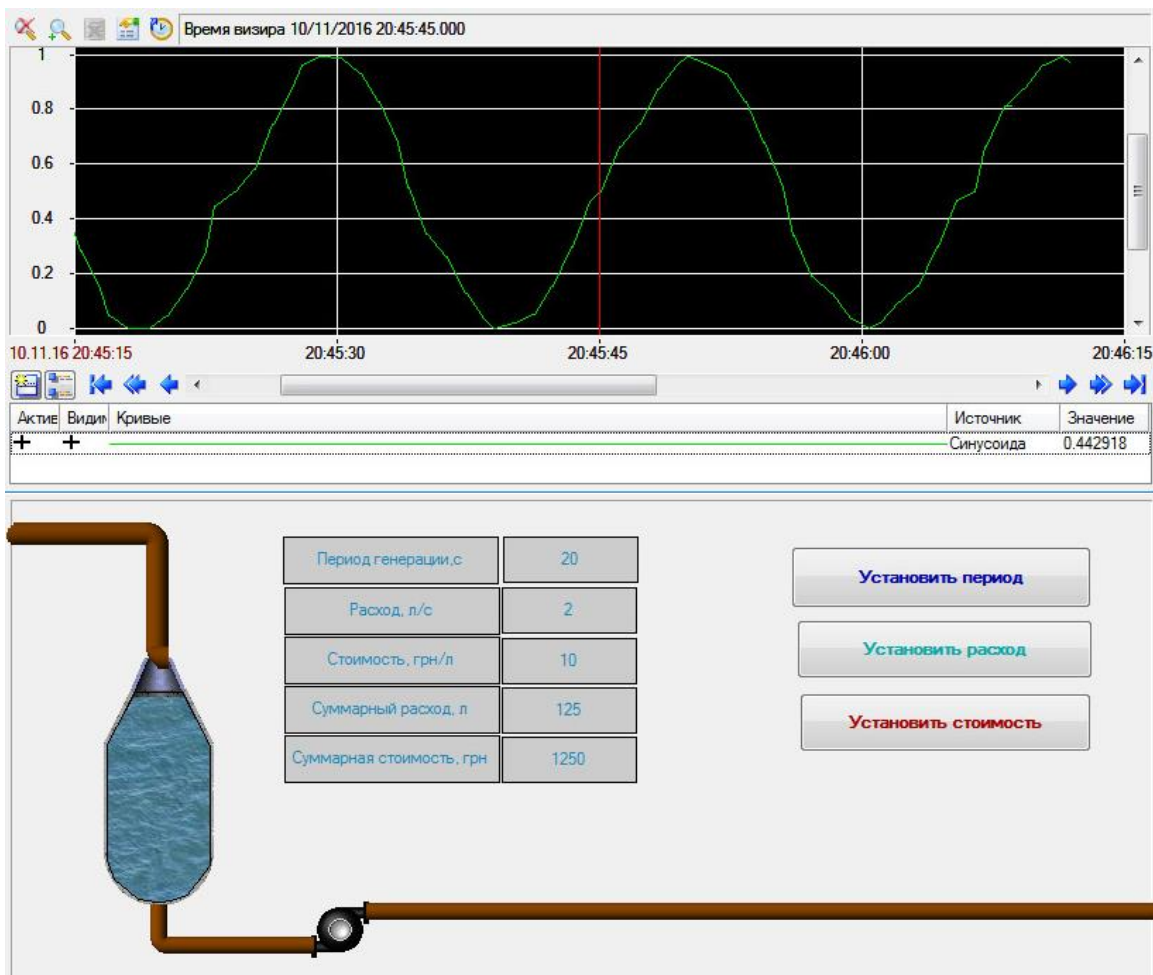 Время визира 10/11/2016 20:45:45.000
1
0.8
0.6
0.4
0.2
0
10.11.16 20:45:15 20:45:30 20:45:45 20:46:00 20:46:15
Актив Видим Кривые Источник Значение
Синусоида 0.442918
Период генерации,с 20
Расход, л/с 2
Стоимость, грн/л 10
Суммарный расход, л 125
Суммарная стоимость, грн 1250
Установить период
Установить расход
Установить стоимость